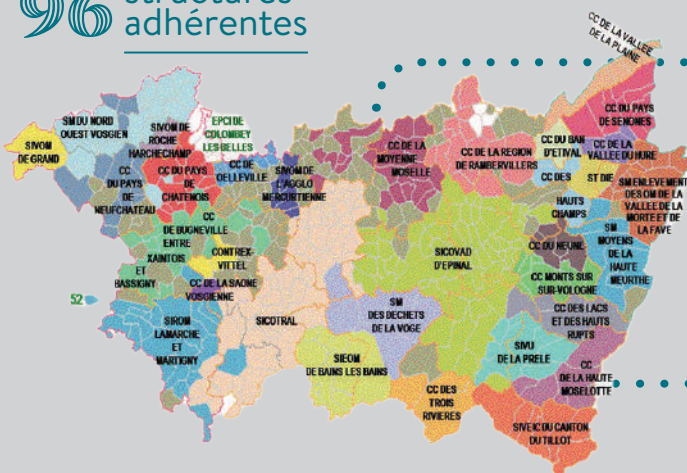 96 structures
adhérentes
CC DE LA VALLEE
DE LA PLAINE
SM DU NORD
OUEST VOSGIEN
SIVOM
DE GRAND
SIVOM DE
ROCHE
HARCHECHAMP
EPCI DE
COLOMBEY
LES BELLES
CC
DU PAYS
DE
NEUFCHATEAU
CC DU PAYS
DE
CHATENOIS
CC DE
OELLEVILLE
SIVOM DE
L'AGGLO
MERCURTIENNE
CC DE LA
MOYENNE
MOSELLE
CC DE LA REGION
DE RAMBERVILLERS
CC DU BAN
D'ETIVAL
CC DU PAYS
DE SENONES
CC DE LA
VALLEE DU HURE
CC DES
HAUTS
CHAMPS
ST DIE
SM ENLEVEMENT
DES OM DE LA
VALLEE DE LA
MORTE ET DE
LA FAVE
CC
DE BUGNEVILLE
ENTRE
XAINTOIS
ET
BASSIGNY
CONTREX-
VITTEL
CC DE LA SAONE
VOSGIENNE
52
SIROM
LAMARCHE
ET
MARTIGNY
SICOTRAL
SICOVAD
D'EPINAL
CC DU NEUNE
SM
MOYENS
DE LA
HAUTE
MEURTHE
CC MONTS SUR
SUR-VOLOGNE
CC DES LACS
ET DES HAUTS
RUPTS
SM
DES DECHETS
DE LA VOGE
SIEOM
DE BAINS LES BAINS
SIVU
DE LA PRELE
CC
DE LA HAUTE
MOSELOTTE
CC DES
TROIS
RIVIERES
SIVEIC DU CANTON
DU TILLOT